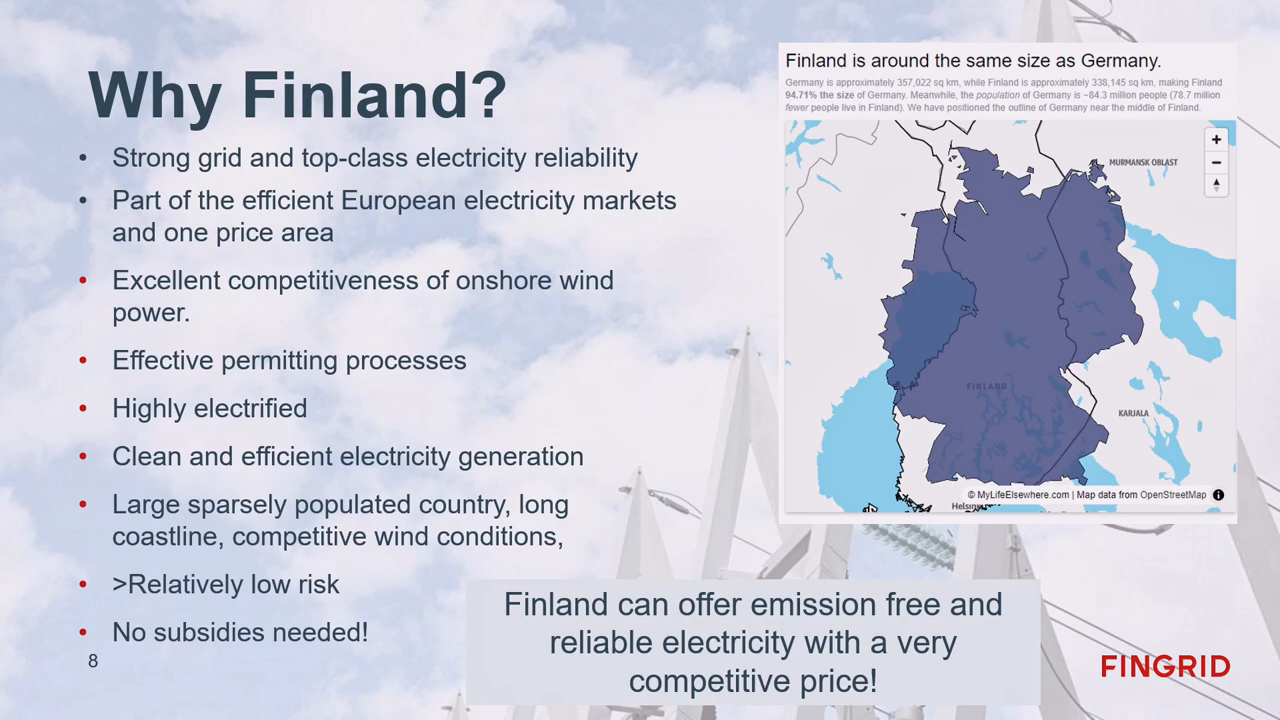 Why Finland?
• Strong grid and top-class electricity reliability
• Part of the efficient European electricity markets
and one price area
• Excellent competitiveness of onshore wind
power.
• Effective permitting processes
• Highly electrified
• Clean and efficient electricity generation
• Large sparsely populated country, long
coastline, competitive wind conditions,
• >Relatively low risk
• No subsidies needed!
8
Finland is around the same size as Germany.
Germany is approximately 357,022 sq km, while Finland is approximately 338,145 sq km, making Finland
94.71% the size of Germany. Meanwhile, the population of Germany is ~84.3 million people (78.7 million
fewer people live in Finland). We have positioned the outline of Germany near the middle of Finland.
MURMANSK OBLAST
+
−
FINLAND
KARJALA
© MyLifeElsewhere.com | Map data from OpenStreetMap
Finland can offer emission free and
reliable electricity with a very
competitive price!
FINGRID